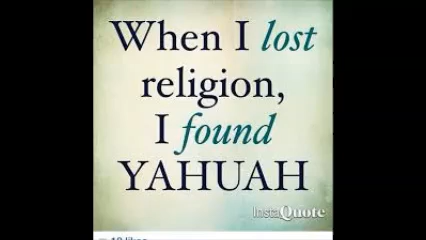 When I lost
religion,
I found
YAHUAH
InstaQuote